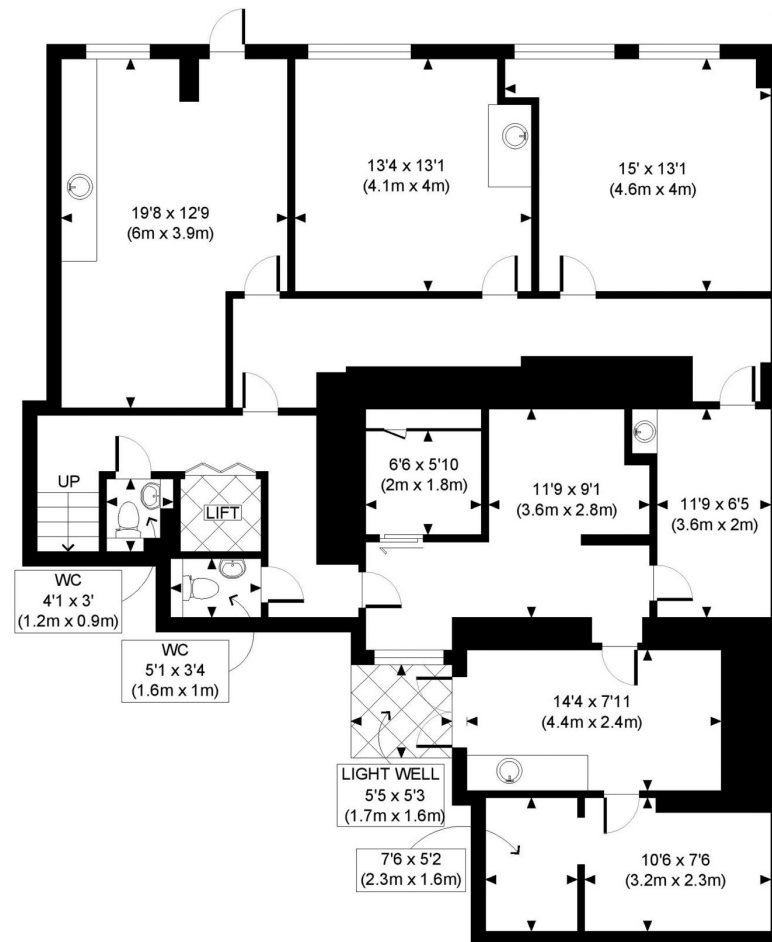 13'4 x 13'1
(4.1m x 4m)
15' x 13'1
(4.6m x 4m)
19'8 x 12'9
(6m x 3.9m)
6'6 x 5'10
(2m x 1.8m)
11'9 x 9'1
(3.6m x 2.8m)
11'9 x 6'5
(3.6m x 2m)
UP
LIFT
WC
4'1 x 3'
(1.2m x 0.9m)
WC
5'1 x 3'4
(1.6m x 1m)
14'4 x 7'11
(4.4m x 2.4m)
LIGHT WELL
5'5 x 5'3
(1.7m x 1.6m)
7'6 x 5'2
(2.3m x 1.6m)
10'6 x 7'6
(3.2m x 2.3m)